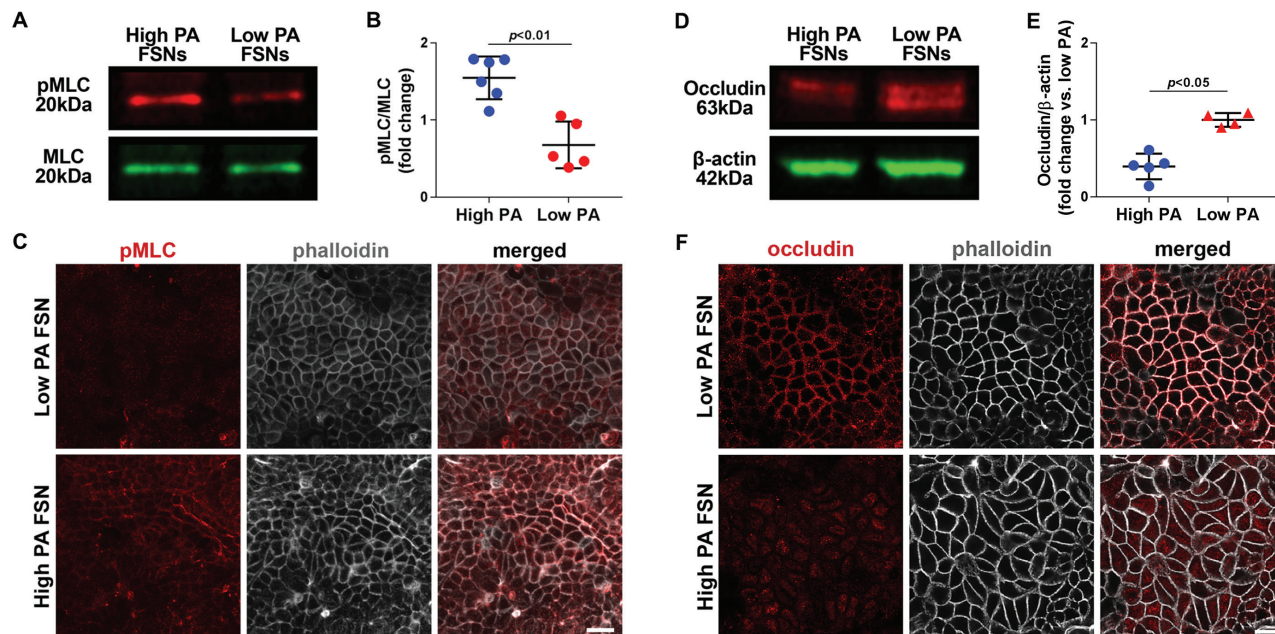 A
High PA
FSNs
Low PA
FSNs
pMLC
20kDa
MLC
20kDa
B
p<0.01
pMLC/MLC
(fold change)
2
1
0
High PA
Low PA
C
pMLC
phalloidin
merged
Low PA FSN
High PA FSN
D
High PA
FSNs
Low PA
FSNs
Occludin
63kDa
β-actin
42kDa
E
p<0.05
Occludin/β-actin
(fold change vs. low PA)
2
1
0
High PA
Low PA
F
occludin
phalloidin
merged
Low PA FSN
High PA FSN